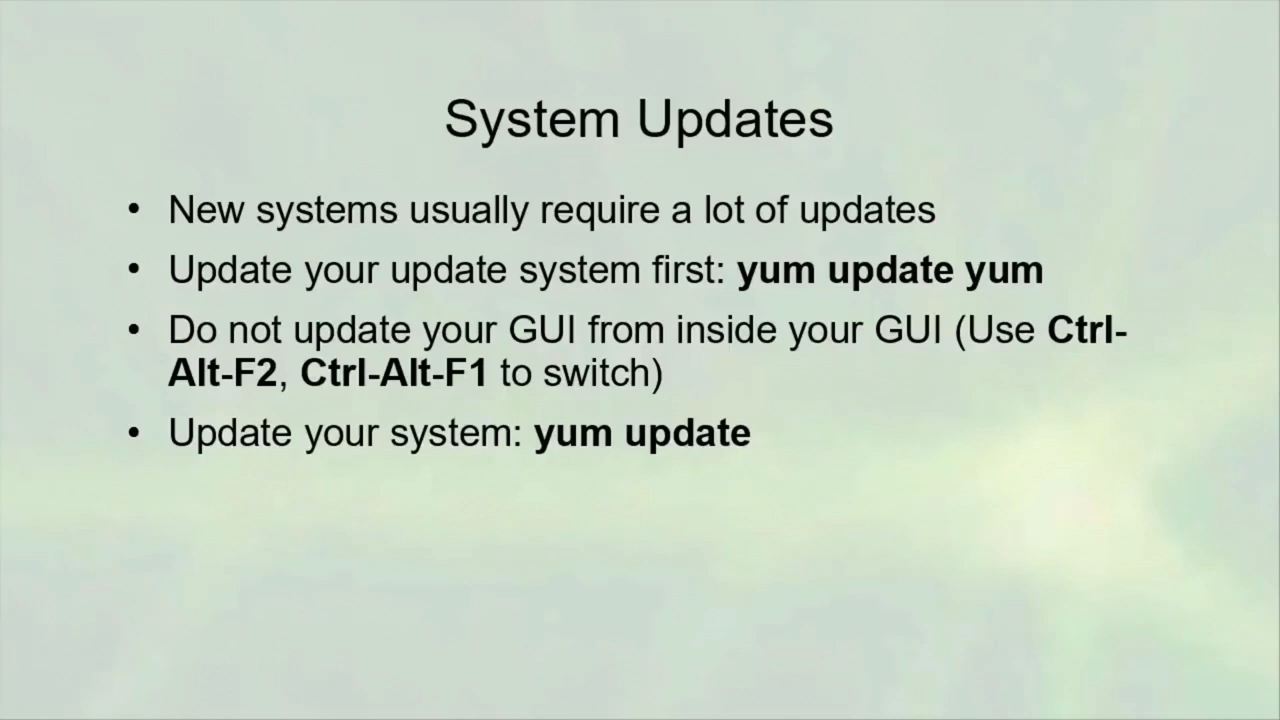 System Updates
• New systems usually require a lot of updates
• Update your update system first: yum update yum
• Do not update your GUI from inside your GUI (Use Ctrl-
Alt-F2, Ctrl-Alt-F1 to switch)
• Update your system: yum update